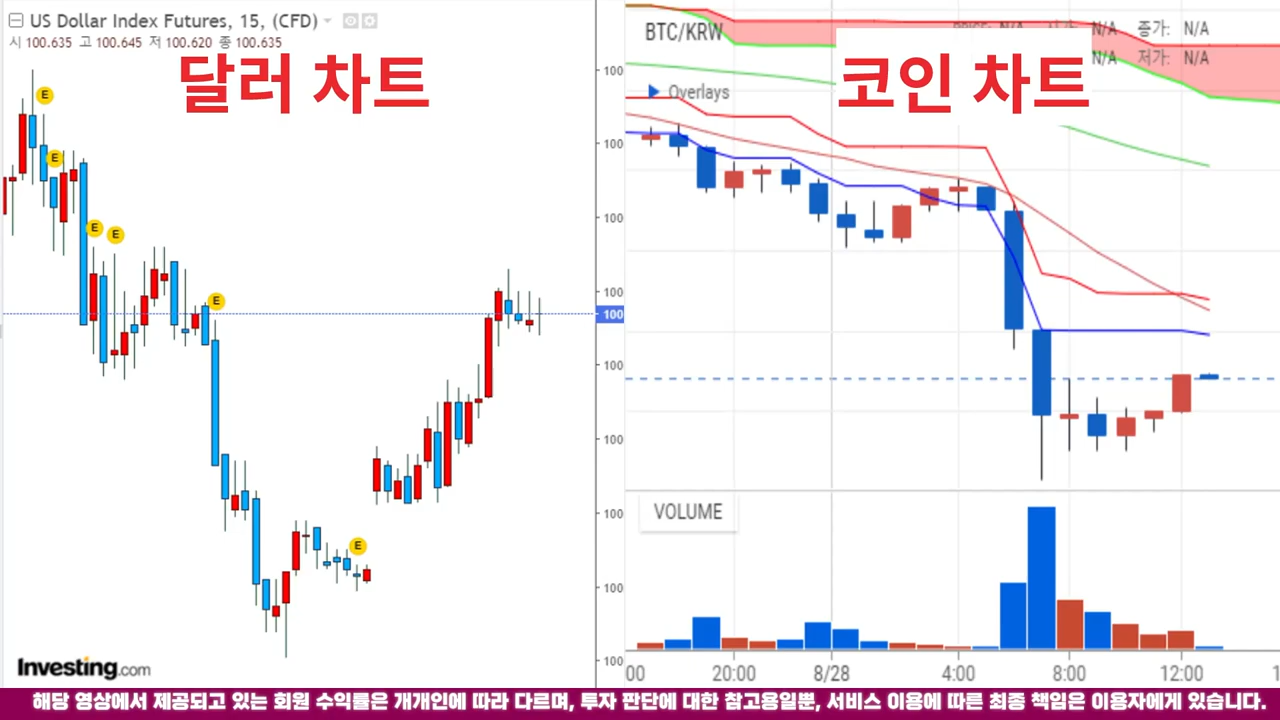 US Dollar Index Futures, 15, (CFD)
시 100.635 고 100.645 저 100.620 종 100.635
달러 차트
E
E
E
E
E
E
100
100
100
100
100
100
100
100
100
100
Investing.com
BTC/KRW
N/A 종가: N/A
N/A 저가: N/A
코인 차트
Overlays
VOLUME
:00 20:00 8/28 4:00 8:00 12:00
해당 영상에서 제공되고 있는 회원 수익률은 개개인에 따라 다르며, 투자 판단에 대한 참고용일뿐, 서비스 이용에 따른 최종 책임은 이용자에게 있습니다.